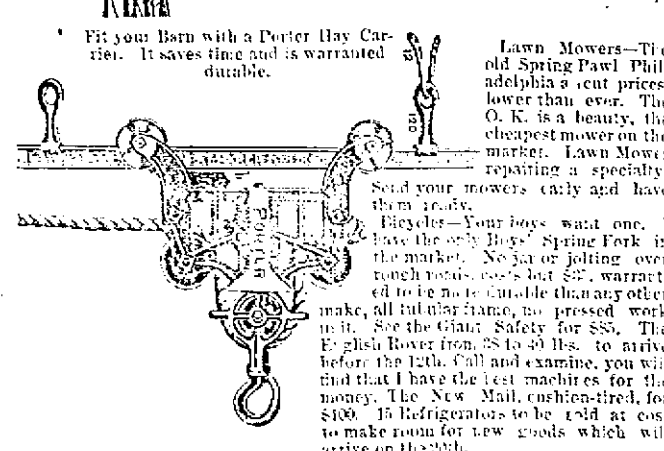 Fit your Barn with a Porter Hay Car-
rier. It saves time and is warranted
durable.
PORTER
Lawn Mowers—The
old Spring Pawl Phil-
adelphia a cut prices
lower than ever. The
O. K. is a beauty, the
cheapest mower on the
market. Lawn Mower
repairing a specialty.
Send your mowers early and have
them ready.
Bicycles—Your boys want one.
have the only Boys' Spring Fork in
the market. No jar or jolting over
rough roads, costs but warrant-
ed to be more durable than any other
make, all tubular frame, no pressed work
in it. See the Giant Safety for $85. The
English Rover from to 40 lbs. to arrive
before the 12th. Call and examine, you will
find that I have the best machines for the
money. The New Mail, cushion-tired, for
$100. 15 Refrigerators to be sold at cost
to make room for new goods which will
arrive on the